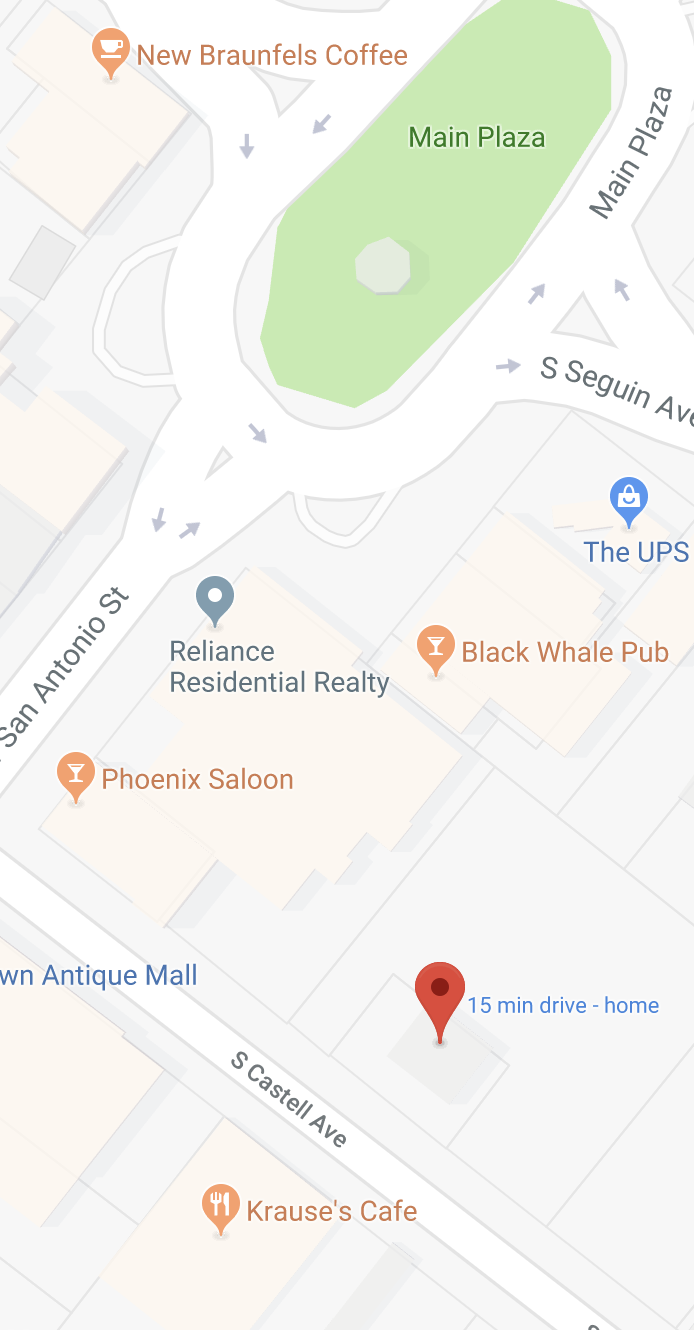 New Braunfels Coffee
Main Plaza
Main Plaza
S Seguin Ave
The UPS
San Antonio St
Reliance
Residential Realty
Black Whale Pub
Phoenix Saloon
wn Antique Mall
15 min drive - home
S Castell Ave
Krause's Cafe